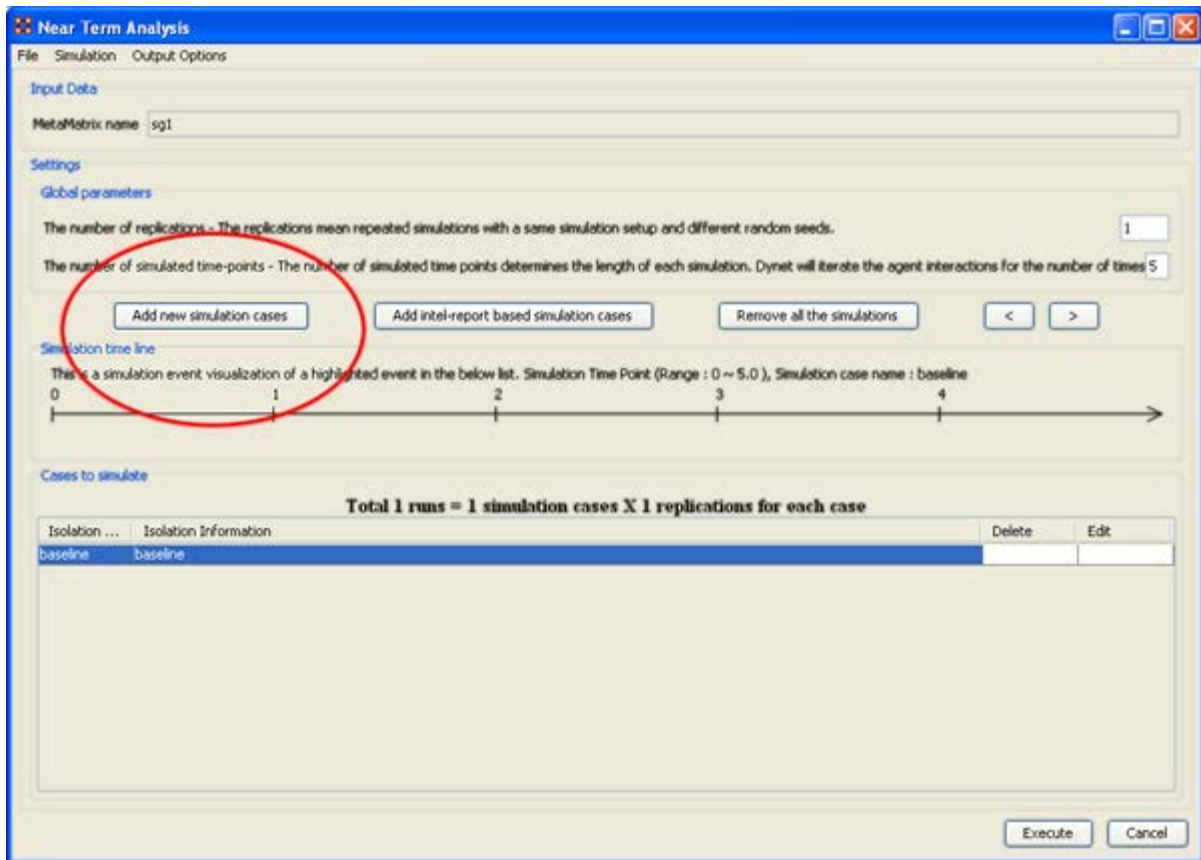 Near Term Analysis
File Simulation Output Options
Input Data
MetaMatrix name sg1
Settings
Global parameters
The number of replications - The replications mean repeated simulations with a same simulation setup and different random seeds. 1
The number of simulated time-points - The number of simulated time points determines the length of each simulation. Dynet will iterate the agent interactions for the number of times 5
Add new simulation cases Add intel-report based simulation cases Remove all the simulations < >
Simulation time line
This is a simulation event visualization of a highlighted event in the below list. Simulation Time Point (Range : 0 ~ 5.0 ), Simulation case name : baseline
0 1 2 3 4
Cases to simulate
Total 1 runs = 1 simulation cases X 1 replications for each case
Isolation ... Isolation Information Delete Edit
baseline baseline
Execute Cancel